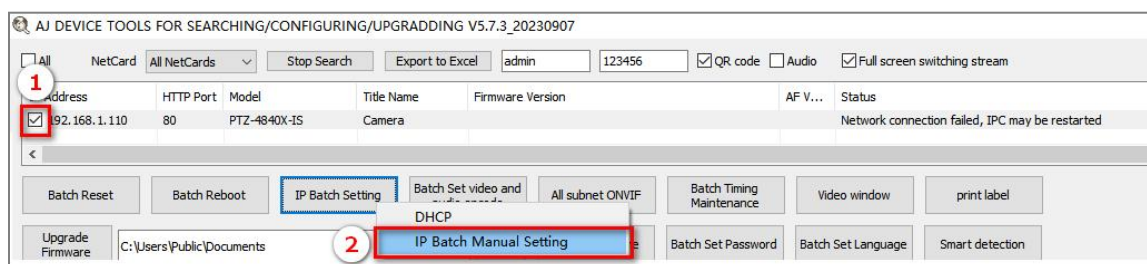 AJ DEVICE TOOLS FOR SEARCHING/CONFIGURING/UPGRADDING V5.7.3_20230907
All NetCard All NetCards Stop Search Export to Excel admin 123456 QR code Audio Full screen switching stream
1
Address HTTP Port Model Title Name Firmware Version AF V... Status
192.168.1.110 80 PTZ-4840X-IS Camera Network connection failed, IPC may be restarted
Batch Reset Batch Reboot IP Batch Setting Batch Set video and All subnet ONVIF Batch Timing Maintenance Video window print label
DHCP
2 IP Batch Manual Setting
Upgrade Firmware C:\Users\Public\Documents Batch Set Password Batch Set Language Smart detection